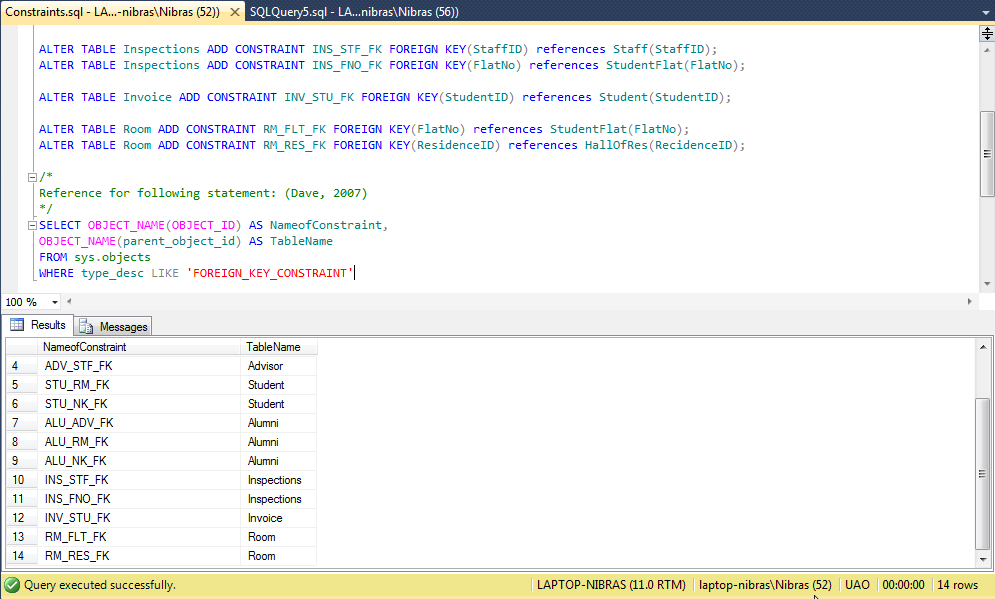 Constraints.sql - LA...-nibras\Nibras (52)) SQLQuery5.sql - LA...nibras\Nibras (56))
ALTER TABLE Inspections ADD CONSTRAINT INS_STF_FK FOREIGN KEY(StaffID) references Staff(StaffID);
ALTER TABLE Inspections ADD CONSTRAINT INS_FNO_FK FOREIGN KEY(FlatNo) references StudentFlat(FlatNo);
ALTER TABLE Invoice ADD CONSTRAINT INV_STU_FK FOREIGN KEY(StudentID) references Student(StudentID);
ALTER TABLE Room ADD CONSTRAINT RM_FLT_FK FOREIGN KEY(FlatNo) references StudentFlat(FlatNo);
ALTER TABLE Room ADD CONSTRAINT RM_RES_FK FOREIGN KEY(ResidenceID) references HallOfRes(RecidenceID);
/*
Reference for following statement: (Dave, 2007)
*/
SELECT OBJECT_NAME(OBJECT_ID) AS NameofConstraint,
OBJECT_NAME(parent_object_id) AS TableName
FROM sys.objects
WHERE type_desc LIKE 'FOREIGN_KEY_CONSTRAINT'
100 %
Results Messages
NameofConstraint TableName
4 ADV_STF_FK Advisor
5 STU_RM_FK Student
6 STU_NK_FK Student
7 ALU_ADV_FK Alumni
8 ALU_RM_FK Alumni
9 ALU_NK_FK Alumni
10 INS_STF_FK Inspections
11 INS_FNO_FK Inspections
12 INV_STU_FK Invoice
13 RM_FLT_FK Room
14 RM_RES_FK Room
Query executed successfully. LAPTOP-NIBRAS (11.0 RTM) laptop-nibras\Nibras (52) UAO 00:00:00 14 rows